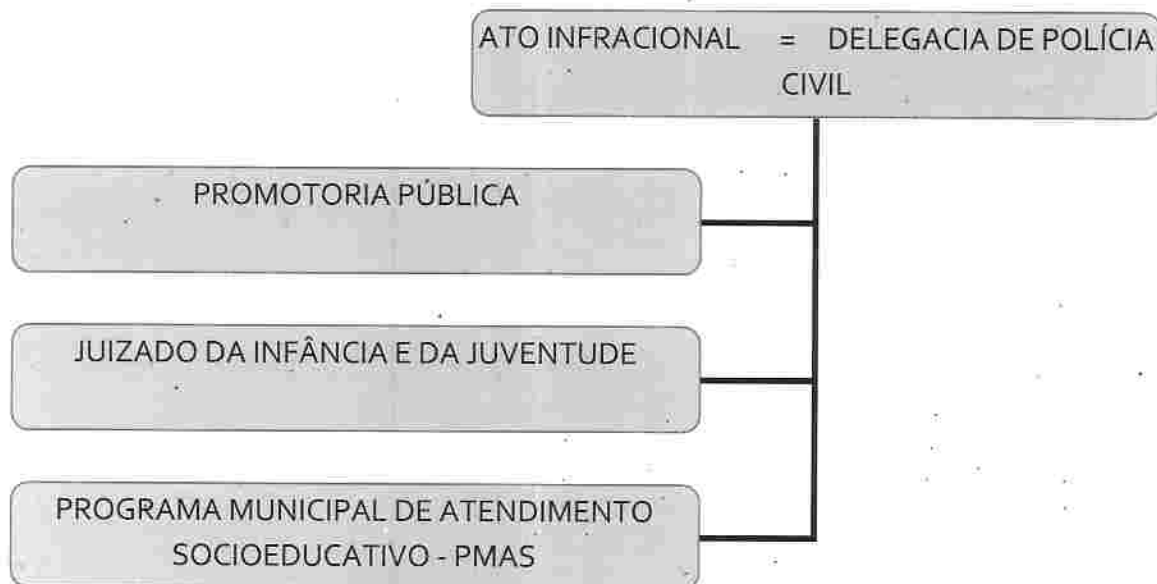 ATO INFRACIONAL = DELEGACIA DE POLÍCIA
CIVIL
PROMOTORIA PÚBLICA
JUIZADO DA INFÂNCIA E DA JUVENTUDE
PROGRAMA MUNICIPAL DE ATENDIMENTO
SOCIOEDUCATIVO - PMAS